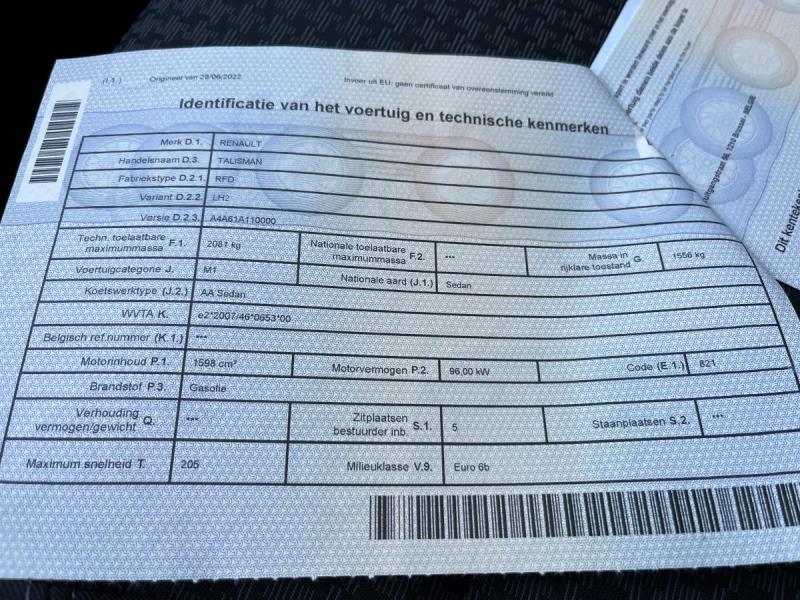 (I.1.) Origineel van 29/06/2022 Invoer uit EU: geen certificaat van overeenstemming vereist
Identificatie van het voertuig en technische kenmerken
Merk D.1. RENAULT
Handelsnaam D.3. TALISMAN
Fabriekstype D.2.1. RFD
Variant D.2.2. LH2
Versie D.2.3. A4A61A110000
Techn. toelaatbare maximummassa F.1. 2081 kg Nationale toelaatbare maximummassa F.2. *** Massa in rijklare toestand G. 1556 kg
Voertuigcategorie J. M1 Nationale aard (J.1.) Sedan
Koetswerktype (J.2.) AA Sedan
WVTA K. e2*2007/46*0653*00
Belgisch ref.nummer (K.1.) ***
Motorinhoud P.1. 1598 cm³ Motorvermogen P.2. 96,00 kW Code (E.1.) 821
Brandstof P.3. Gasolie
Verhouding vermogen/gewicht Q. *** Zitplaatsen bestuurder inb. S.1. 5 Staanplaatsen S.2. ***
Maximum snelheid T. 205 Milieuklasse V.9. Euro 6b
1210 Brussel - BELGIE
Dit kenteken